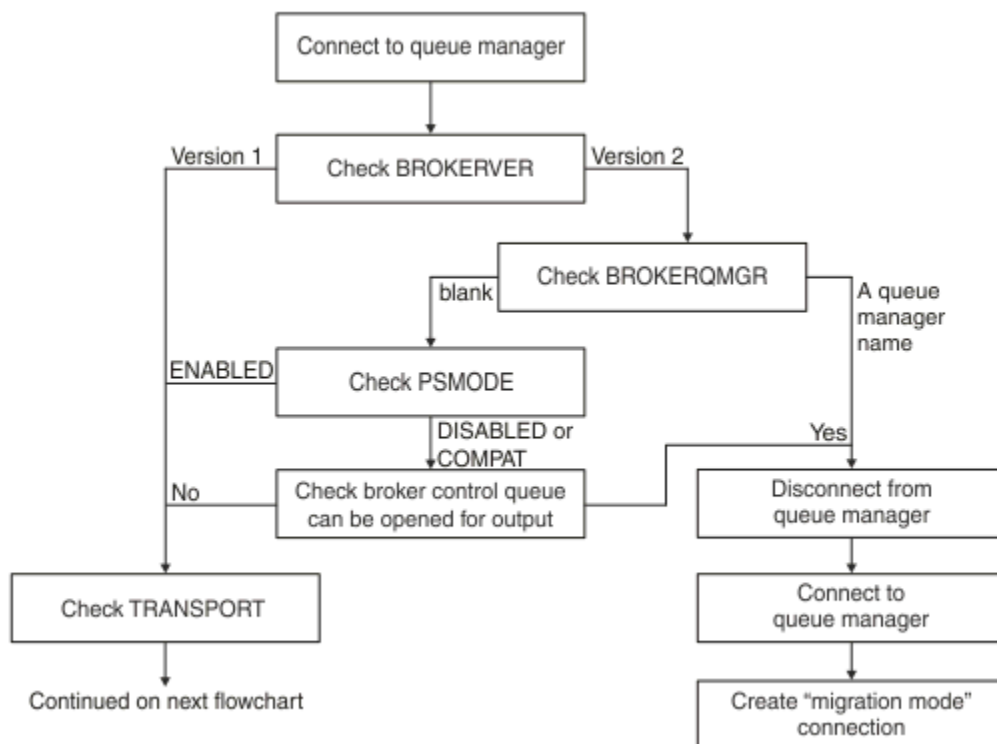 Connect to queue manager
Version 1
Check BROKERVER
Version 2
Check BROKERQMGR
blank
A queue
manager
name
ENABLED
Check PSMODE
DISABLED or
COMPAT
Yes
No
Check broker control queue
can be opened for output
Disconnect from
queue manager
Check TRANSPORT
Connect to
queue manager
Continued on next flowchart
Create “migration mode”
connection